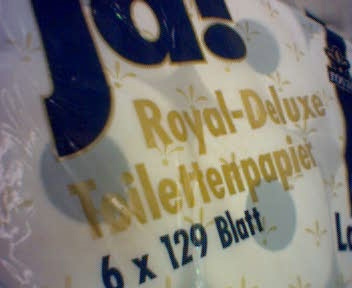 ja!
Royal-Deluxe
Toilettenpapier
6 x 129 Blatt